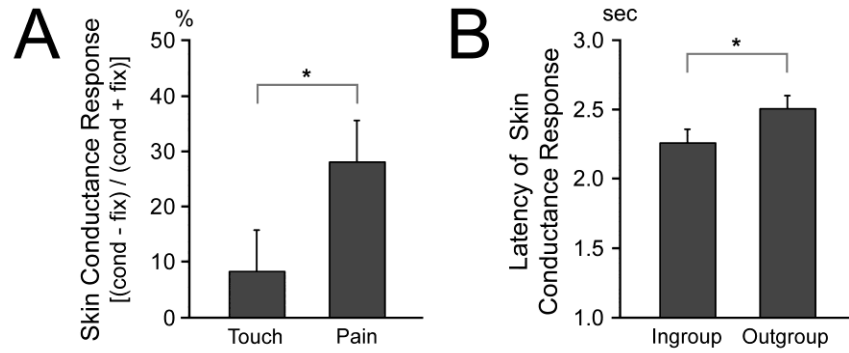 A
%
Skin Conductance Response
[(cond - fix) / (cond + fix)]
50
40
30
20
10
0
*
Touch Pain
B
sec
Latency of Skin
Conductance Response
3.0
2.5
2.0
1.5
1.0
*
Ingroup Outgroup